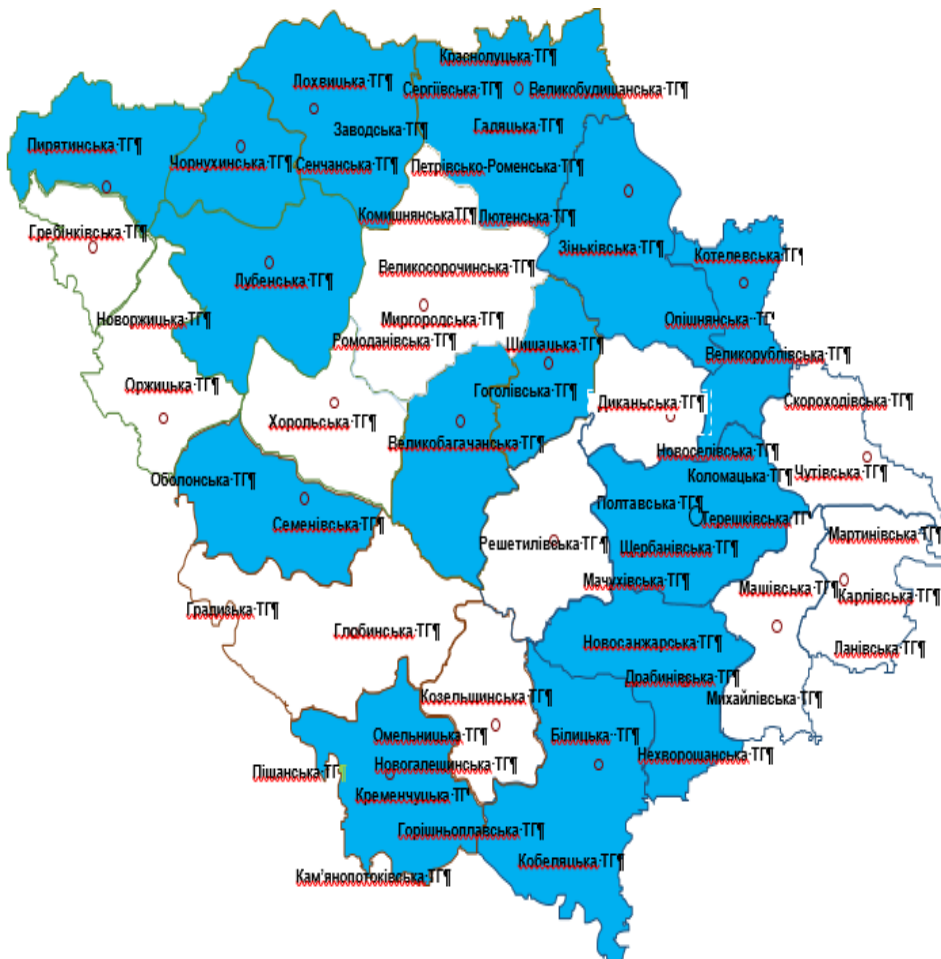 Краснолуцька ТГ¶
Лохвицька ТГ¶
Сергіївська ТГ¶
Великобудищанська ТГ¶
Заводська ТГ¶
Гадяцька ТГ¶
Пирятинська ТГ¶
Чорнухинська ТГ¶
Сенчанська ТГ¶
Петрівсько-Роменська ТГ¶
Комишнянська ТГ¶
Лютенська ТГ¶
Гребінківська ТГ¶
Зіньківська ТГ¶
Котелевська ТГ¶
Великосорочинська ТГ¶
Лубенська ТГ¶
Новоржицька ТГ¶
Миргородська ТГ¶
Опішнянська ТГ¶
Ромоданівська ТГ¶
Шишацька ТГ¶
Великорублівська ТГ¶
Оржицька ТГ¶
Гоголівська ТГ¶
Диканьська ТГ¶
Скороходівська ТГ¶
Хорольська ТГ¶
Великобагачанська ТГ¶
Новоселівська ТГ¶
Чутівська ТГ¶
Оболонська ТГ¶
Коломацька ТГ¶
Полтавська ТГ¶
Семенівська ТГ¶
Терешківська ТГ¶
Мартинівська ТГ¶
Решетилівська ТГ¶
Щербанівська ТГ¶
Мачухівська ТГ¶
Машівська ТГ¶
Карлівська ТГ¶
Градизька ТГ¶
Глобинська ТГ¶
Новосанжарська ТГ¶
Ланівська ТГ¶
Драбинівська ТГ¶
Козельщинська ТГ¶
Михайлівська ТГ¶
Омельницька ТГ¶
Білицька ТГ¶
Нехворощанська ТГ¶
Новогалещинська ТГ¶
Піщанська ТГ¶
Кременчуцька ТГ¶
Горішньоплавська ТГ¶
Кобеляцька ТГ¶
Кам'янопотоківська ТГ¶